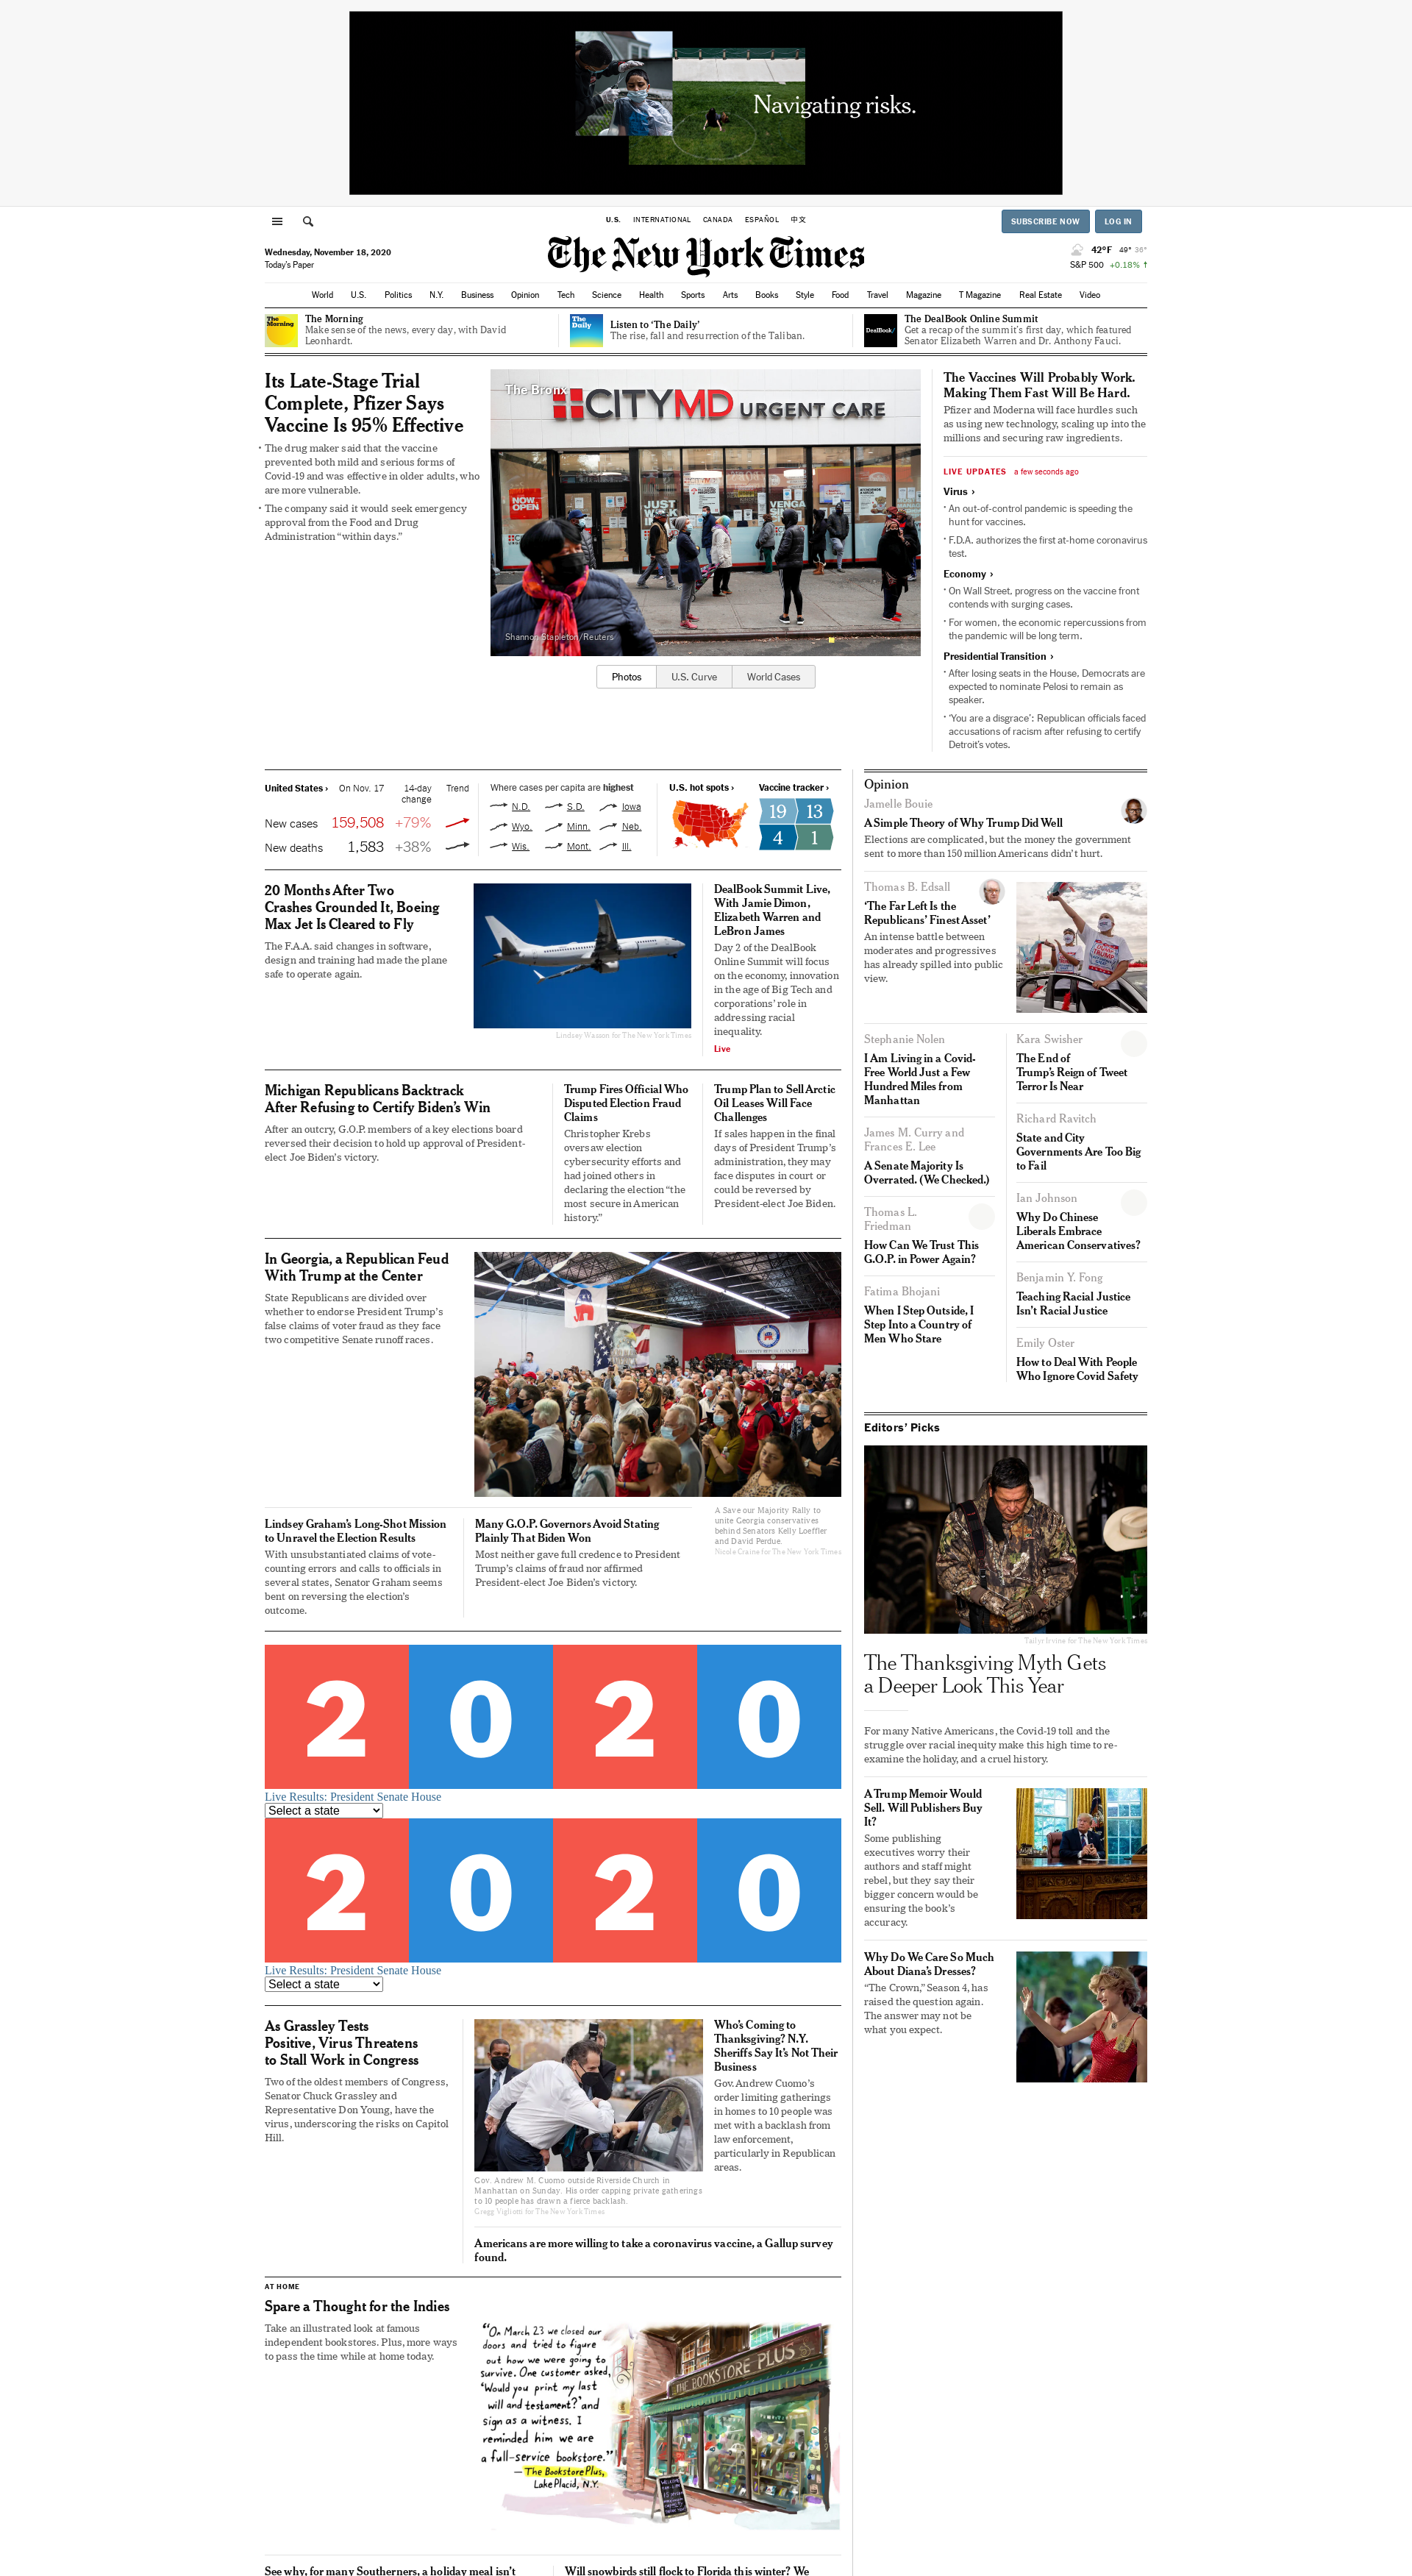 Navigating risks.
U.S.
INTERNATIONAL
CANADA
ESPAÑOL
中文
SUBSCRIBE NOW
LOG IN
Wednesday, November 18, 2020
Today's Paper
The New York Times
42°F 49° 36°
S&P 500 +0.18% ↑
World U.S. Politics N.Y. Business Opinion Tech Science Health Sports Arts Books Style Food Travel Magazine T Magazine Real Estate Video
The Morning
The Morning
Make sense of the news, every day, with David
Leonhardt.
The Daily
Listen to ‘The Daily’
The rise, fall and resurrection of the Taliban.
DealBook/
The DealBook Online Summit
Get a recap of the summit's first day, which featured
Senator Elizabeth Warren and Dr. Anthony Fauci.
Its Late-Stage Trial
Complete, Pfizer Says
Vaccine Is 95% Effective
• The drug maker said that the vaccine
prevented both mild and serious forms of
Covid-19 and was effective in older adults, who
are more vulnerable.
• The company said it would seek emergency
approval from the Food and Drug
Administration “within days.”
The Bronx
CITYMD URGENT CARE
NOW OPEN
JUST WALK
VENGA
Shannon Stapleton/Reuters
Photos U.S. Curve World Cases
The Vaccines Will Probably Work.
Making Them Fast Will Be Hard.
Pfizer and Moderna will face hurdles such
as using new technology, scaling up into the
millions and securing raw ingredients.
LIVE UPDATES a few seconds ago
Virus ›
• An out-of-control pandemic is speeding the
hunt for vaccines.
• F.D.A. authorizes the first at-home coronavirus
test.
Economy ›
• On Wall Street, progress on the vaccine front
contends with surging cases.
• For women, the economic repercussions from
the pandemic will be long term.
Presidential Transition ›
• After losing seats in the House, Democrats are
expected to nominate Pelosi to remain as
speaker.
• ‘You are a disgrace’: Republican officials faced
accusations of racism after refusing to certify
Detroit's votes.
United States › On Nov. 17 14-day Trend
change
New cases 159,508 +79%
New deaths 1,583 +38%
Where cases per capita are highest
N.D. S.D. Iowa
Wyo. Minn. Neb.
Wis. Mont. Ill.
U.S. hot spots ›
Vaccine tracker ›
19 13
4 1
20 Months After Two
Crashes Grounded It, Boeing
Max Jet Is Cleared to Fly
The F.A.A. said changes in software,
design and training had made the plane
safe to operate again.
Lindsey Wasson for The New York Times
DealBook Summit Live,
With Jamie Dimon,
Elizabeth Warren and
LeBron James
Day 2 of the DealBook
Online Summit will focus
on the economy, innovation
in the age of Big Tech and
corporations’ role in
addressing racial
inequality.
Live
Michigan Republicans Backtrack
After Refusing to Certify Biden’s Win
After an outcry, G.O.P. members of a key elections board
reversed their decision to hold up approval of President-
elect Joe Biden's victory.
Trump Fires Official Who
Disputed Election Fraud
Claims
Christopher Krebs
oversaw election
cybersecurity efforts and
had joined others in
declaring the election “the
most secure in American
history.”
Trump Plan to Sell Arctic
Oil Leases Will Face
Challenges
If sales happen in the final
days of President Trump’s
administration, they may
face disputes in court or
could be reversed by
President-elect Joe Biden.
In Georgia, a Republican Feud
With Trump at the Center
State Republicans are divided over
whether to endorse President Trump’s
false claims of voter fraud as they face
two competitive Senate runoff races.
A Save our Majority Rally to
unite Georgia conservatives
behind Senators Kelly Loeffler
and David Perdue.
Nicole Craine for The New York Times
Lindsey Graham’s Long-Shot Mission
to Unravel the Election Results
With unsubstantiated claims of vote-
counting errors and calls to officials in
several states, Senator Graham seems
bent on reversing the election’s
outcome.
Many G.O.P. Governors Avoid Stating
Plainly That Biden Won
Most neither gave full credence to President
Trump’s claims of fraud nor affirmed
President-elect Joe Biden’s victory.
2020
Live Results: President Senate House
Select a state
2020
Live Results: President Senate House
Select a state
As Grassley Tests
Positive, Virus Threatens
to Stall Work in Congress
Two of the oldest members of Congress,
Senator Chuck Grassley and
Representative Don Young, have the
virus, underscoring the risks on Capitol
Hill.
Gov. Andrew M. Cuomo outside Riverside Church in
Manhattan on Sunday. His order capping private gatherings
to 10 people has drawn a fierce backlash.
Gregg Vigliotti for The New York Times
Who’s Coming to
Thanksgiving? N.Y.
Sheriffs Say It’s Not Their
Business
Gov. Andrew Cuomo’s
order limiting gatherings
in homes to 10 people was
met with a backlash from
law enforcement,
particularly in Republican
areas.
Americans are more willing to take a coronavirus vaccine, a Gallup survey
found.
AT HOME
Spare a Thought for the Indies
Take an illustrated look at famous
independent bookstores. Plus, more ways
to pass the time while at home today.
“On March 23 we closed our
doors and tried to figure
out how we were going to
survive. One customer asked,
‘Would you print my last
will and testament?’ and
sign as a witness. I
reminded him we are
a full-service bookstore.”
— The Bookstore Plus,
Lake Placid, N.Y.
THE BOOKSTORE PLUS
See why, for many Southerners, a holiday meal isn’t
Will snowbirds still flock to Florida this winter? We
Opinion
Jamelle Bouie
A Simple Theory of Why Trump Did Well
Elections are complicated, but the money the government
sent to more than 150 million Americans didn’t hurt.
Thomas B. Edsall
‘The Far Left Is the
Republicans’ Finest Asset’
An intense battle between
moderates and progressives
has already spilled into public
view.
Stephanie Nolen
I Am Living in a Covid-
Free World Just a Few
Hundred Miles from
Manhattan
James M. Curry and
Frances E. Lee
A Senate Majority Is
Overrated. (We Checked.)
Thomas L.
Friedman
How Can We Trust This
G.O.P. in Power Again?
Fatima Bhojani
When I Step Outside, I
Step Into a Country of
Men Who Stare
Kara Swisher
The End of
Trump’s Reign of Tweet
Terror Is Near
Richard Ravitch
State and City
Governments Are Too Big
to Fail
Ian Johnson
Why Do Chinese
Liberals Embrace
American Conservatives?
Benjamin Y. Fong
Teaching Racial Justice
Isn’t Racial Justice
Emily Oster
How to Deal With People
Who Ignore Covid Safety
Editors’ Picks
Tailyr Irvine for The New York Times
The Thanksgiving Myth Gets
a Deeper Look This Year
For many Native Americans, the Covid-19 toll and the
struggle over racial inequity make this high time to re-
examine the holiday, and a cruel history.
A Trump Memoir Would
Sell. Will Publishers Buy
It?
Some publishing
executives worry their
authors and staff might
rebel, but they say their
bigger concern would be
ensuring the book’s
accuracy.
Why Do We Care So Much
About Diana’s Dresses?
“The Crown,” Season 4, has
raised the question again.
The answer may not be
what you expect.